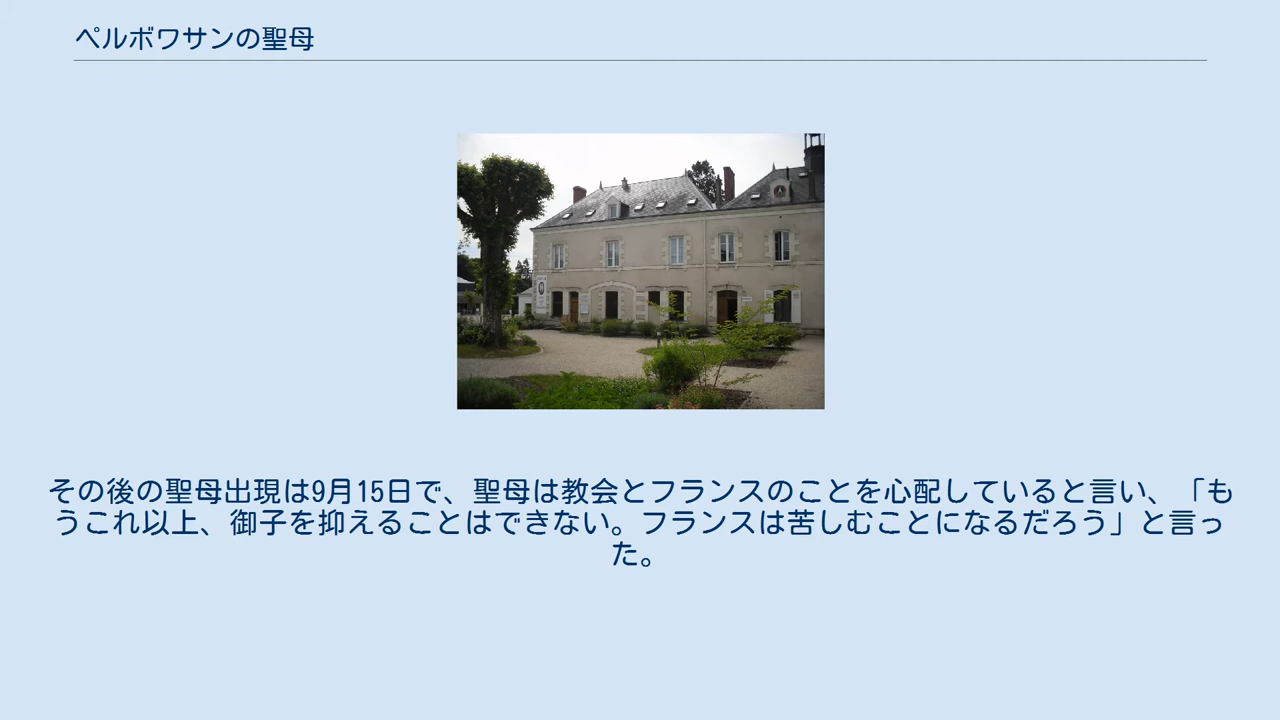 ペルボワサンの聖母
その後の聖母出現は9月15日で、聖母は教会とフランスのことを心配していると言い、「も
うこれ以上、御子を抑えることはできない。フランスは苦しむことになるだろう」と言っ
た。